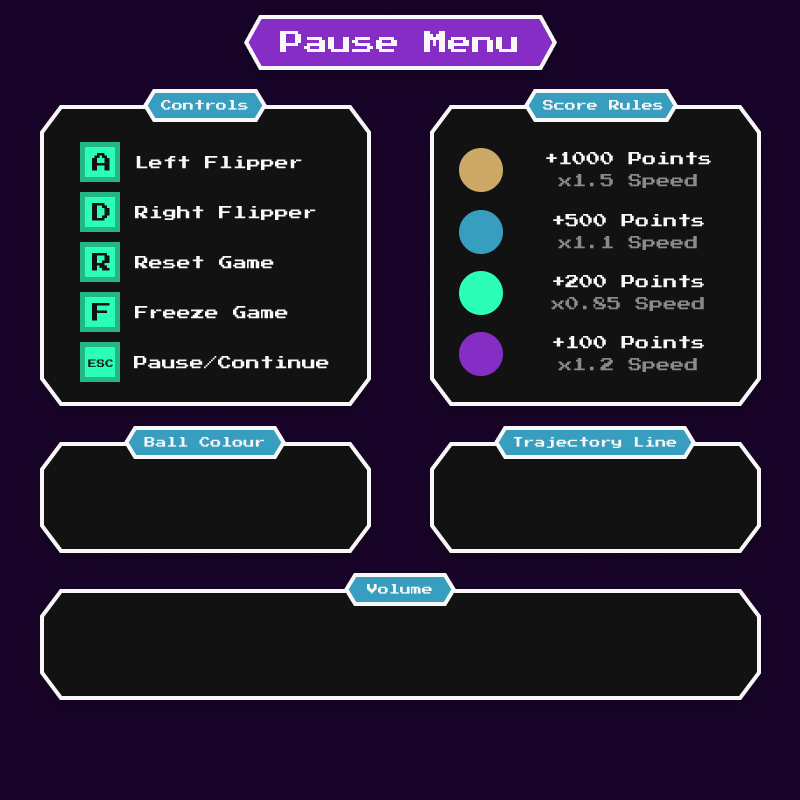 Pause Menu
Controls
A Left Flipper
D Right Flipper
R Reset Game
F Freeze Game
ESC Pause/Continue
Score Rules
+1000 Points
x1.5 Speed
+500 Points
x1.1 Speed
+200 Points
x0.85 Speed
+100 Points
x1.2 Speed
Ball Colour
Trajectory Line
Volume